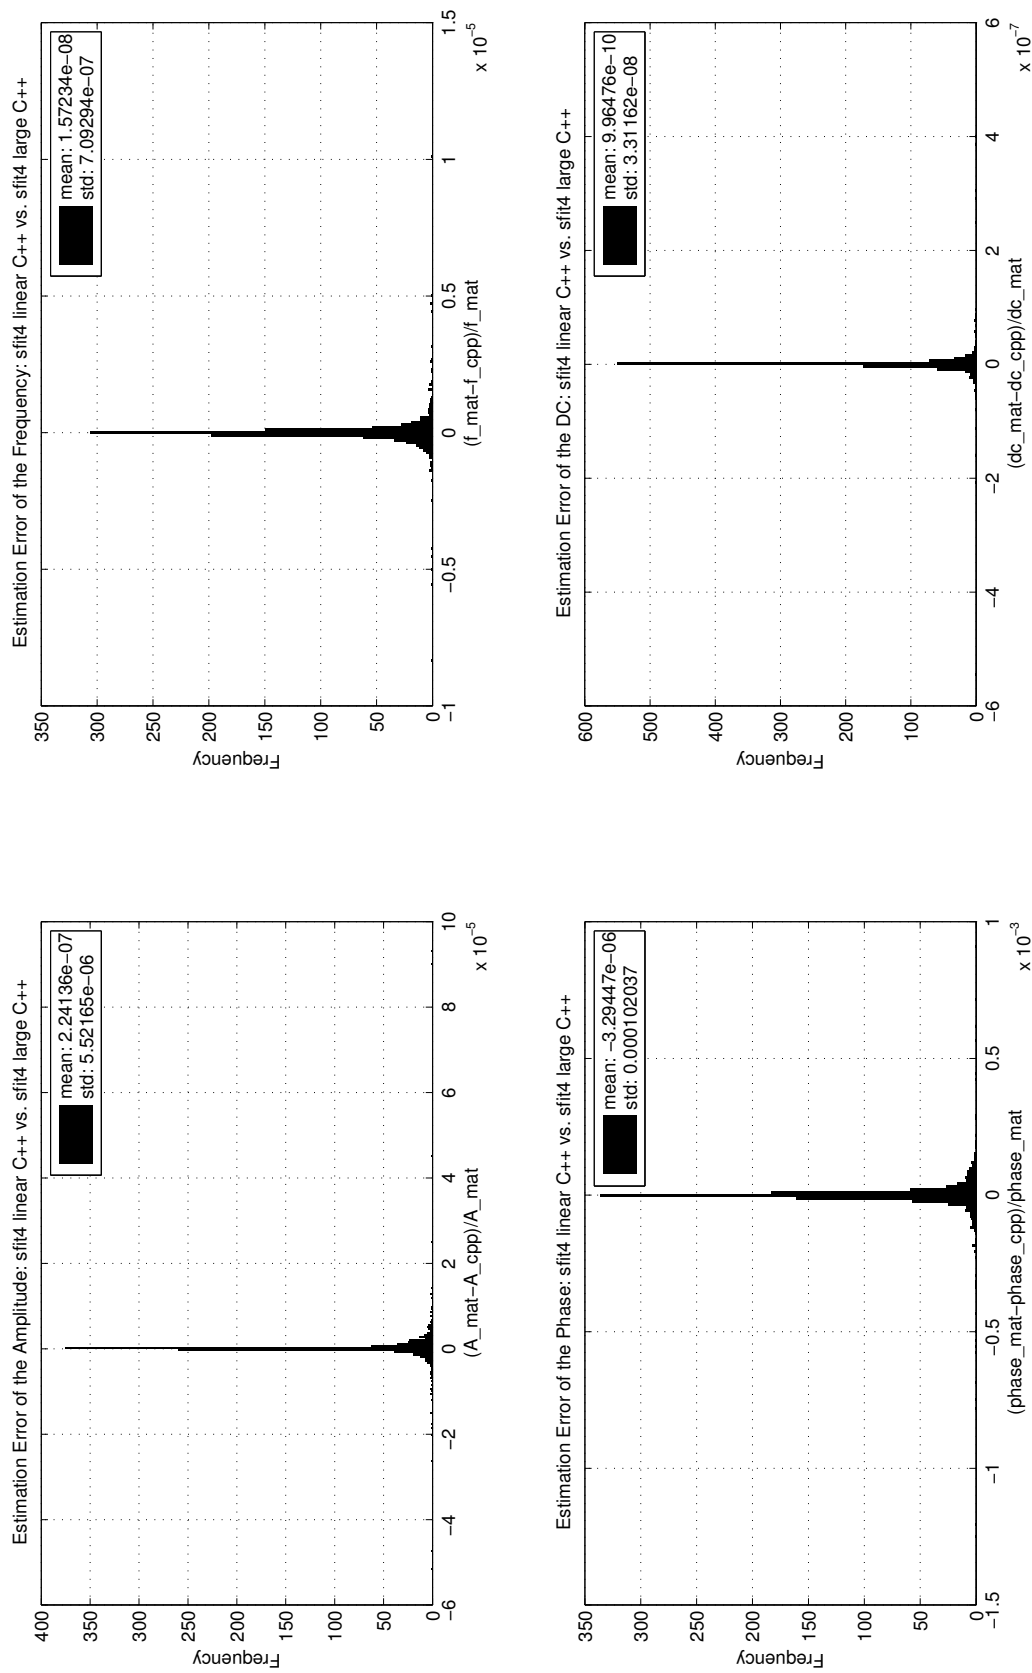 Estimation Error of the Amplitude: sfit4 linear C++ vs. sfit4 large C++
mean: 2.24136e−07
std: 5.52165e−06
400
350
300
250
200
150
100
50
0
Frequency
−6
−4
−2
0
2
4
6
8
10
x 10−5
(A_mat−A_cpp)/A_mat
Estimation Error of the Frequency: sfit4 linear C++ vs. sfit4 large C++
mean: 1.57234e−08
std: 7.09294e−07
350
300
250
200
150
100
50
0
Frequency
−1
−0.5
0
0.5
1
1.5
x 10−5
(f_mat−f_cpp)/f_mat
Estimation Error of the Phase: sfit4 linear C++ vs. sfit4 large C++
mean: −3.29447e−06
std: 0.000102037
350
300
250
200
150
100
50
0
Frequency
−1.5
−1
−0.5
0
0.5
1
x 10−3
(phase_mat−phase_cpp)/phase_mat
Estimation Error of the DC: sfit4 linear C++ vs. sfit4 large C++
mean: 9.96476e−10
std: 3.31162e−08
600
500
400
300
200
100
0
Frequency
−6
−4
−2
0
2
4
6
x 10−7
(dc_mat−dc_cpp)/dc_mat